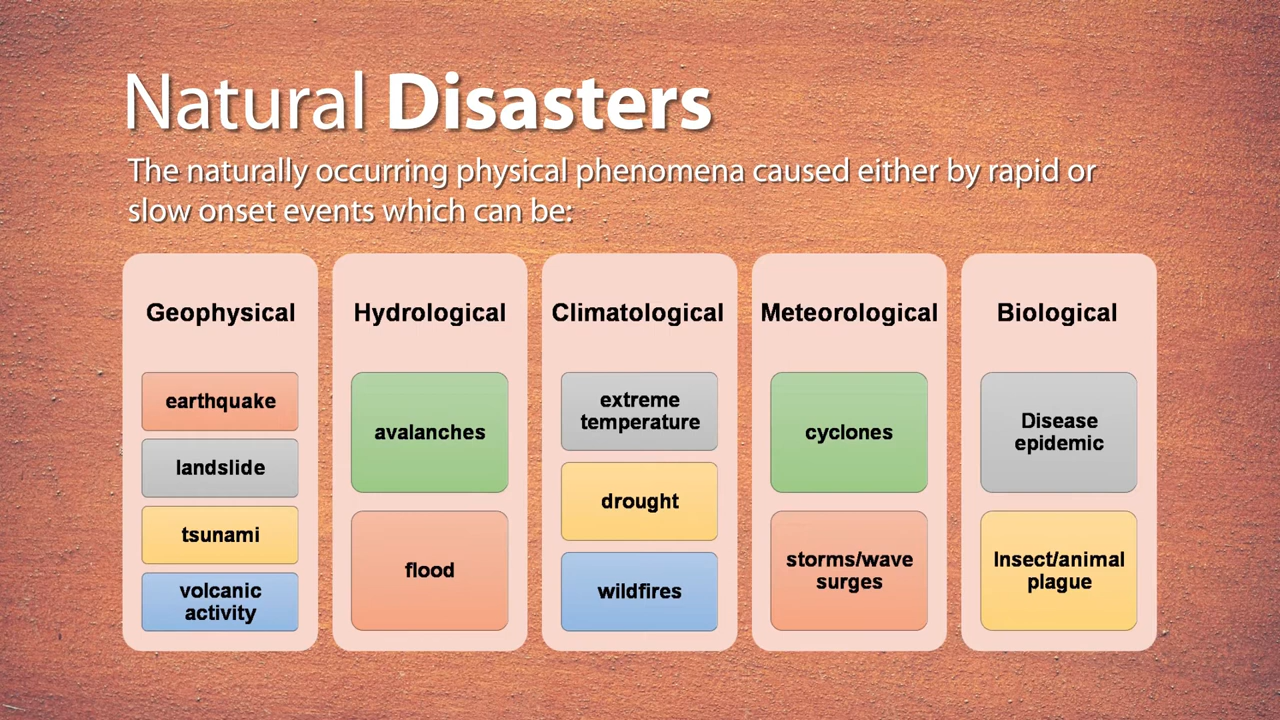 Natural Disasters
The naturally occurring physical phenomena caused either by rapid or
slow onset events which can be:
Geophysical
earthquake
landslide
tsunami
volcanic
activity
Hydrological
avalanches
flood
Climatological
extreme
temperature
drought
wildfires
Meteorological
cyclones
storms/wave
surges
Biological
Disease
epidemic
Insect/animal
plague